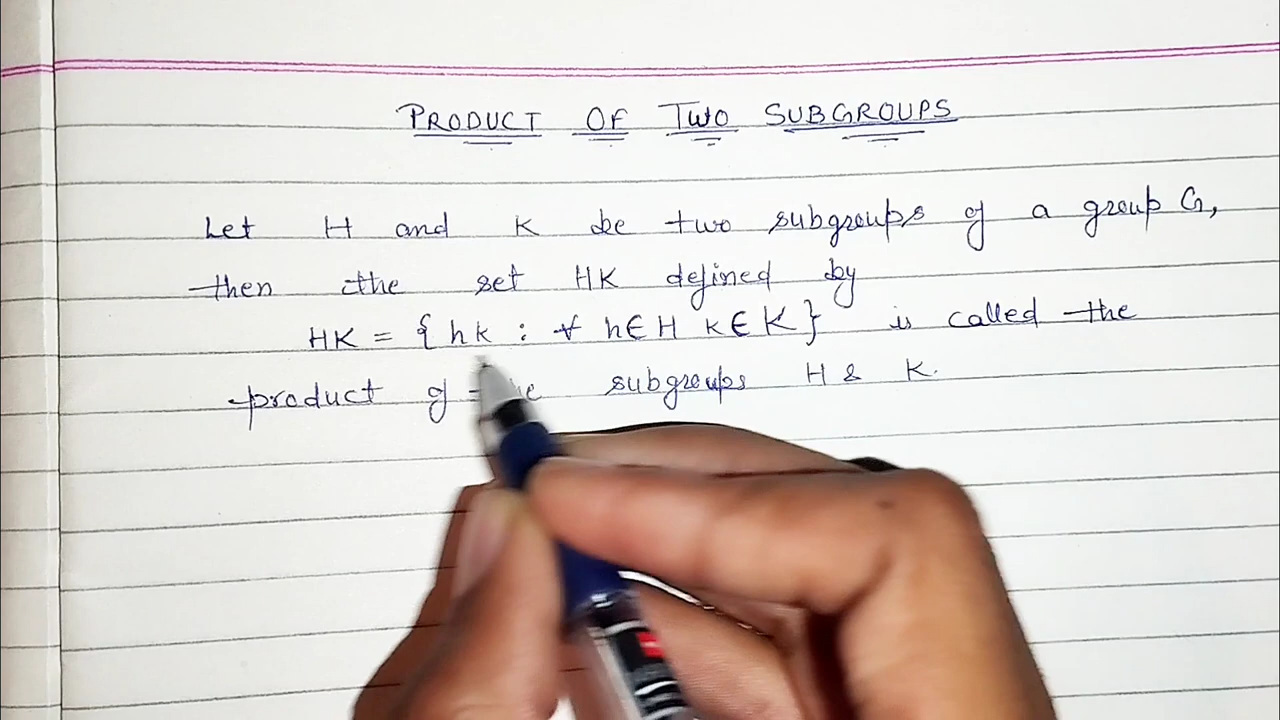 PRODUCT OF TWO SUBGROUPS
Let H and K be two subgroups of a group G,
then the set HK defined by
HK = { hk : ∀ h∈H k∈K } is called the
product of the subgroups H & K.